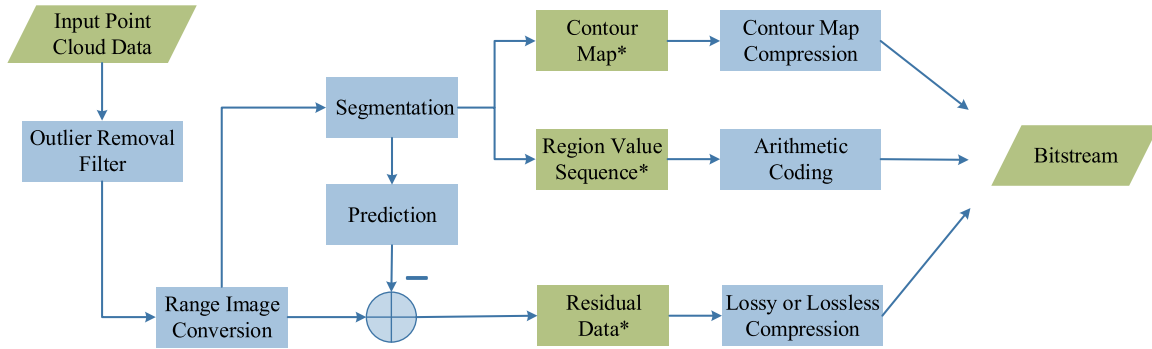 Input Point
Cloud Data
Outlier Removal
Filter
Range Image
Conversion
Segmentation
Prediction
Contour
Map*
Contour Map
Compression
Region Value
Sequence*
Arithmetic
Coding
Residual
Data*
Lossy or Lossless
Compression
Bitstream